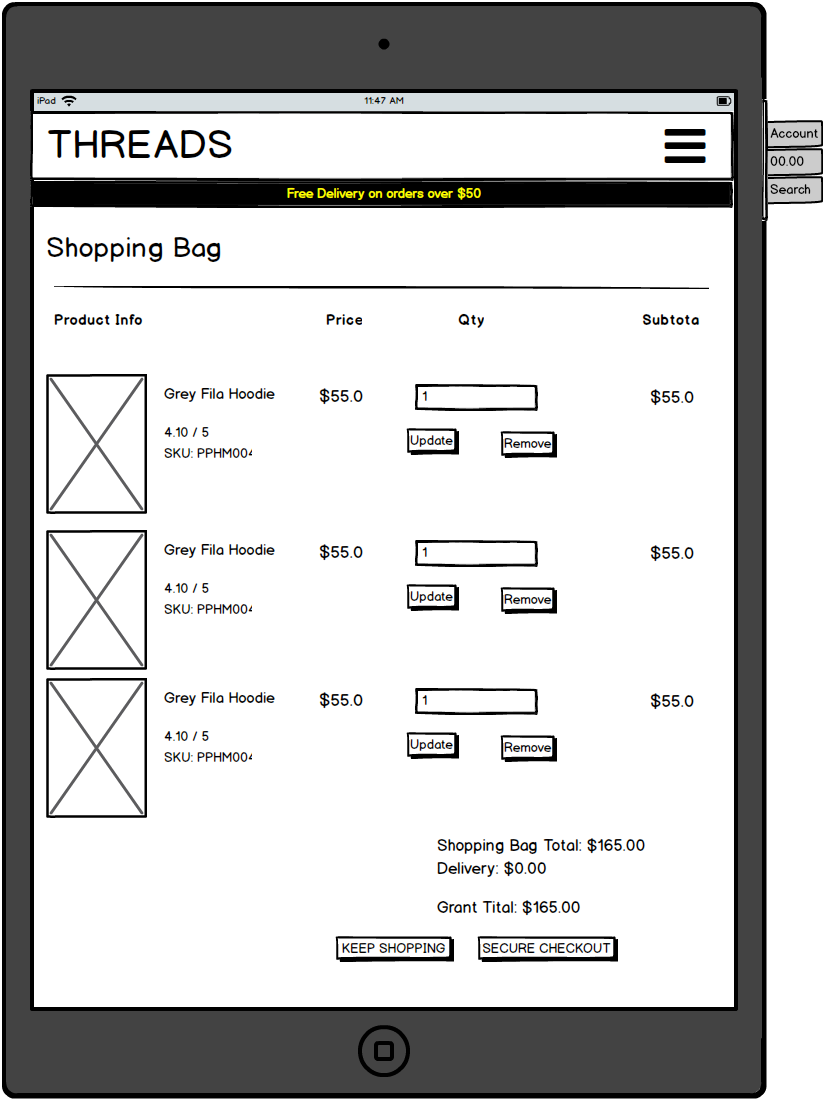 iPad 11:47 AM
THREADS
Account
00.00
Search
Free Delivery on orders over $50
Shopping Bag
Product Info Price Qty Subtota
Grey Fila Hoodie $55.0 1 $55.0
4.10 / 5 Update Remove
SKU: PPHM004
Grey Fila Hoodie $55.0 1 $55.0
4.10 / 5 Update Remove
SKU: PPHM004
Grey Fila Hoodie $55.0 1 $55.0
4.10 / 5 Update Remove
SKU: PPHM004
Shopping Bag Total: $165.00
Delivery: $0.00
Grant Tital: $165.00
KEEP SHOPPING SECURE CHECKOUT